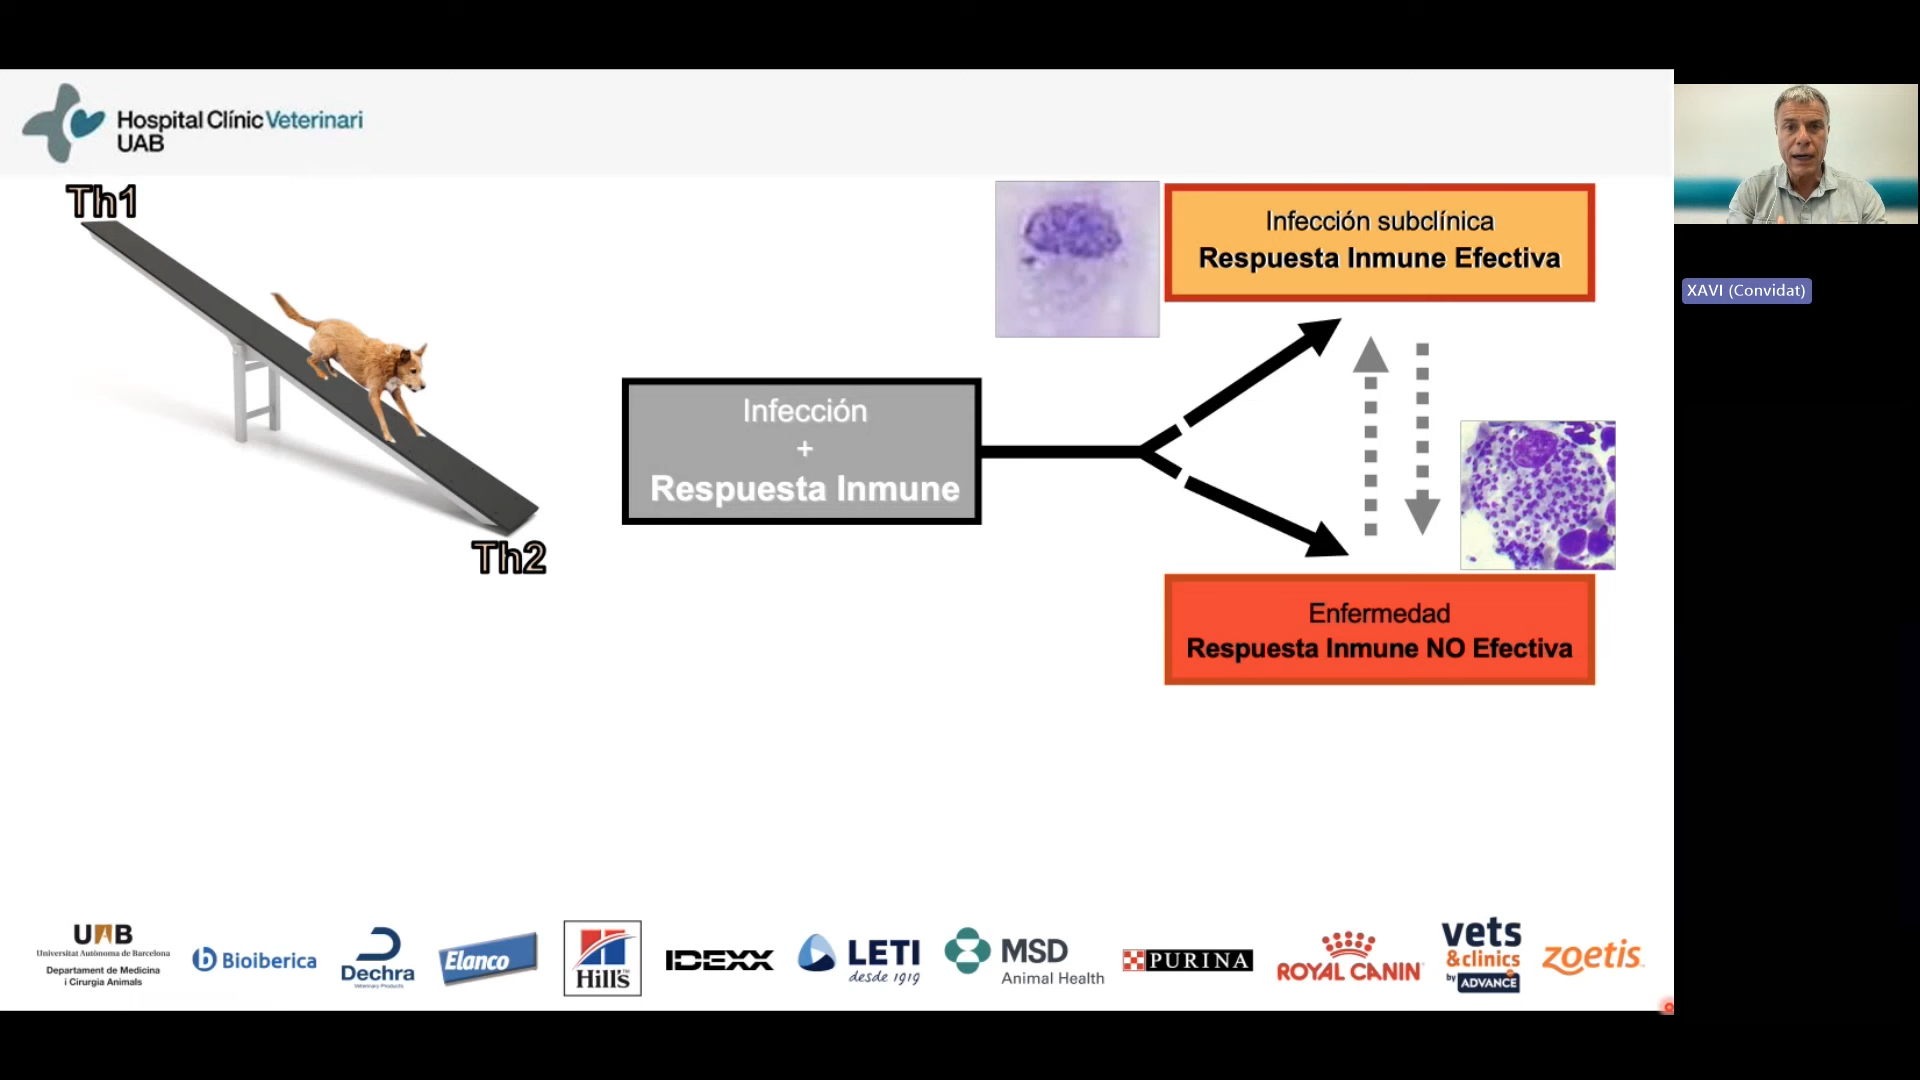 Hospital Clínic Veterinari
UAB
Th1
Th2
Infección
+
Respuesta Inmune
Infección subclínica
Respuesta Inmune Efectiva
Enfermedad
Respuesta Inmune NO Efectiva
XAVI (Convidat)
UAB
Universitat Autònoma de Barcelona
Departament de Medicina
i Cirurgia Animals
Bioiberica
Dechra
Veterinary Products
Elanco
Hill's
IDEXX
LETI
desde 1919
MSD
Animal Health
PURINA
ROYAL CANIN
vets
&clinics
by ADVANCE
zoetis